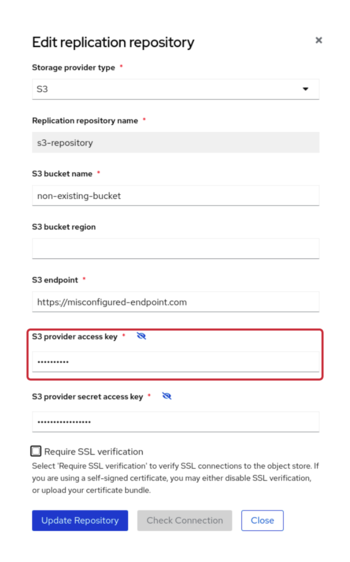 Edit replication repository
Storage provider type *
S3
Replication repository name *
s3-repository
S3 bucket name *
non-existing-bucket
S3 bucket region
S3 endpoint *
https://misconfigured-endpoint.com
S3 provider access key *
••••••••••
S3 provider secret access key *
•••••••••••••••••
Require SSL verification
Select 'Require SSL verification' to verify SSL connections to the object store. If
you are using a self-signed certificate, you may either disable SSL verification,
or upload your certificate bundle.
Update Repository Check Connection Close